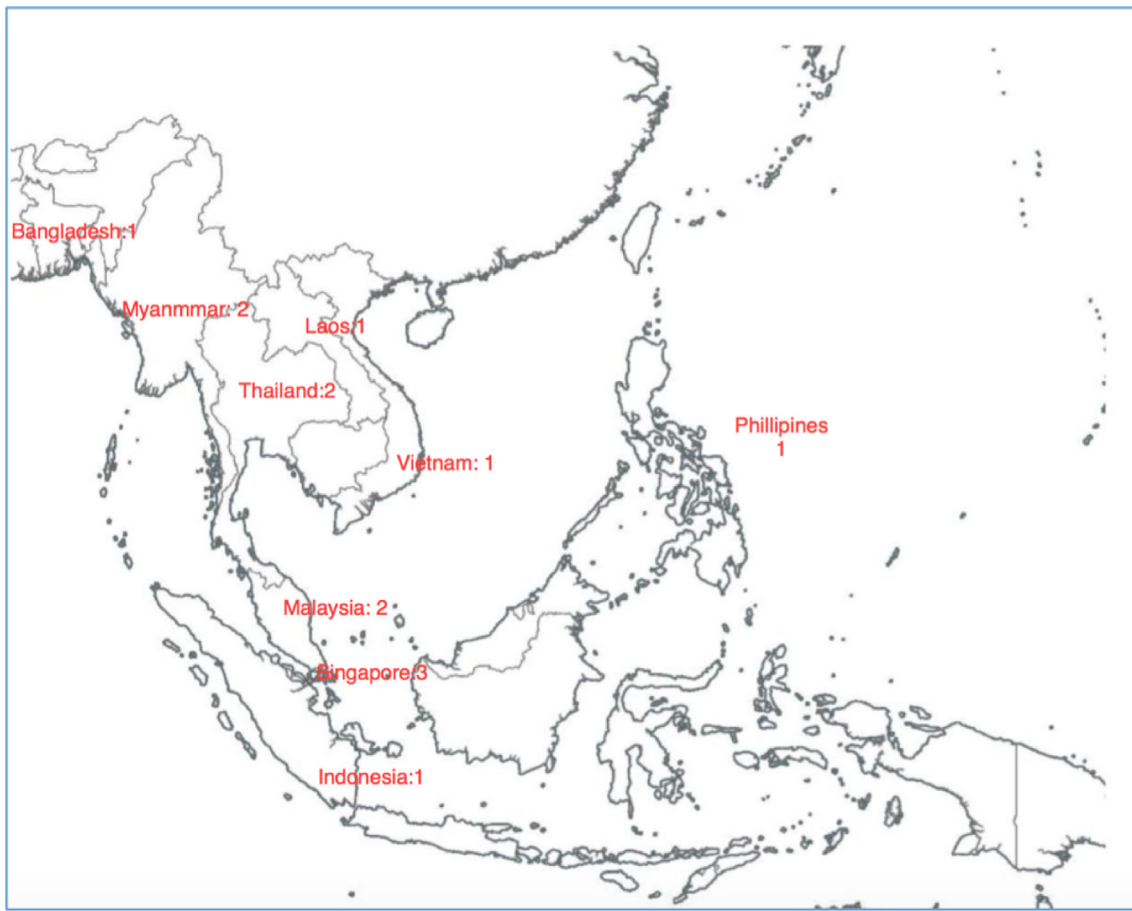 Bangladesh:1
Myanmmar: 2
Laos:1
Thailand:2
Phillipines
1
Vietnam: 1
Malaysia: 2
Singapore:3
Indonesia:1